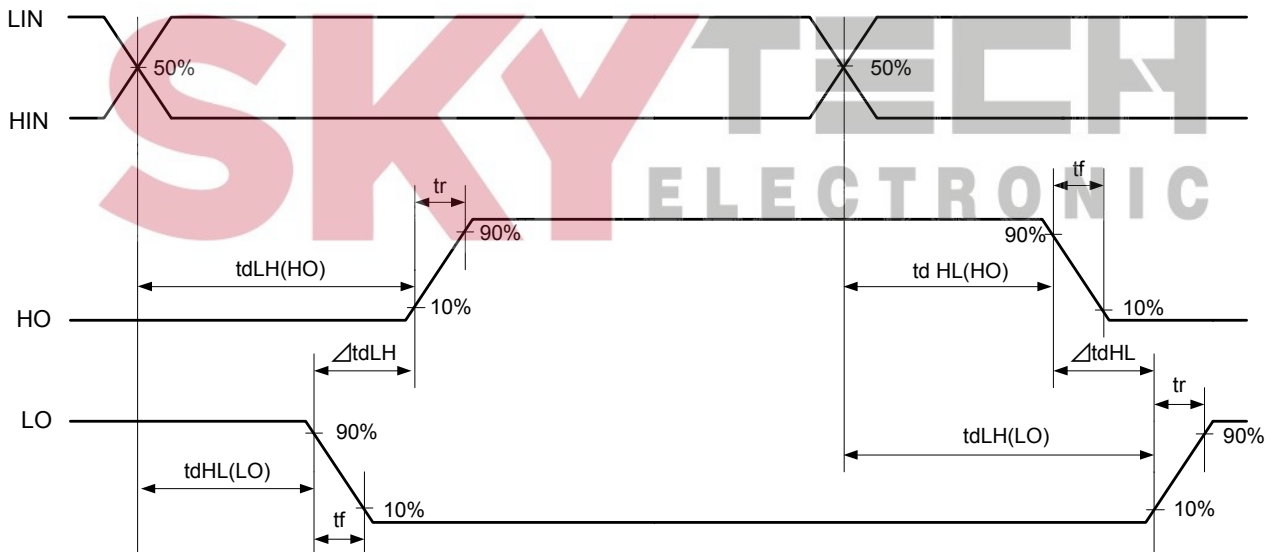 LIN
50%
50%
HIN
SKY
TECH
ELECTRONIC
tr
tf
90%
90%
tdLH(HO)
td HL(HO)
10%
10%
HO
⊿tdLH
⊿tdHL
tr
LO
90%
tdLH(LO)
90%
tdHL(LO)
10%
10%
tf